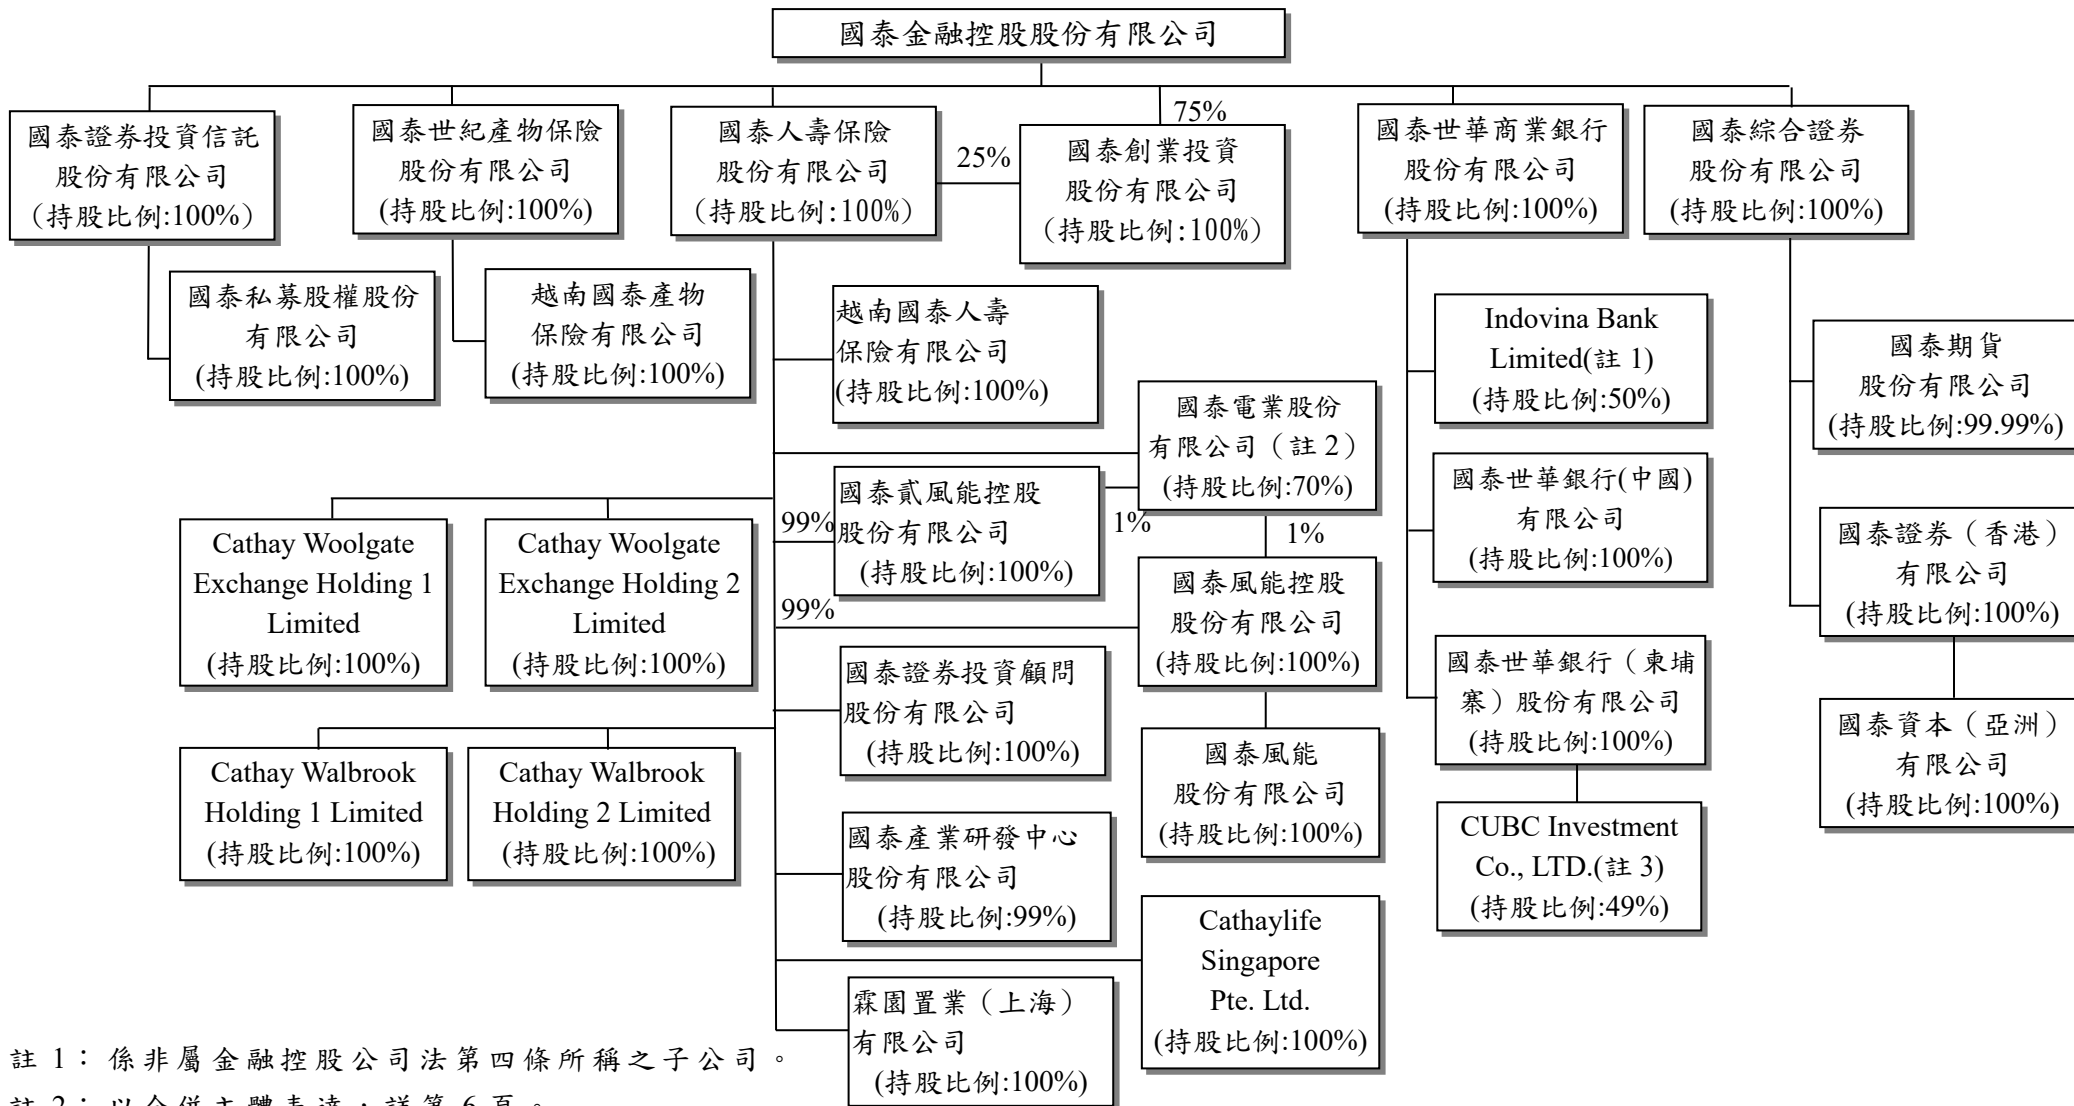 國泰金融控股股份有限公司
國泰證券投資信託
股份有限公司
（持股比例:100%）
國泰世紀產物保險
股份有限公司
(持股比例:100%)
國泰人壽保險
股份有限公司
（持股比例:100%）
25%
75%
國泰創業投資
股份有限公司
（持股比例:100%）
國泰世華商業銀行
股份有限公司
(持股比例:100%)
國泰綜合證券
股份有限公司
(持股比例:100%)
國泰私募股權股份
有限公司
(持股比例:100%)
越南國泰產物
保險有限公司
(持股比例:100%)
越南國泰人壽
保險有限公司
(持股比例:100%)
Indovina Bank
Limited(註 1)
(持股比例:50%)
國泰期貨
股份有限公司
(持股比例:99.99%)
國泰電業股份
有限公司（註 2）
(持股比例:70%)
國泰世華銀行(中國)
有限公司
(持股比例:100%)
99%
國泰貳風能控股
股份有限公司
(持股比例:100%)
1%
1%
Cathay Woolgate
Exchange Holding 1
Limited
(持股比例:100%)
Cathay Woolgate
Exchange Holding 2
Limited
(持股比例:100%)
國泰證券（香港）
有限公司
(持股比例:100%)
99%
國泰風能控股
股份有限公司
(持股比例:100%)
國泰證券投資顧問
股份有限公司
(持股比例:100%)
國泰世華銀行（柬埔
寨）股份有限公司
(持股比例:100%)
國泰資本（亞洲）
有限公司
(持股比例:100%)
Cathay Walbrook
Holding 1 Limited
(持股比例:100%)
Cathay Walbrook
Holding 2 Limited
(持股比例:100%)
國泰風能
股份有限公司
(持股比例:100%)
國泰產業研發中心
股份有限公司
(持股比例:99%)
CUBC Investment
Co., LTD.(註 3)
(持股比例:49%)
Cathaylife
Singapore
Pte. Ltd.
(持股比例:100%)
霖園置業（上海）
有限公司
(持股比例:100%)
註 1：係非屬金融控股公司法第四條所稱之子公司。
註 2：以合併主體表達，詳第 6 頁。